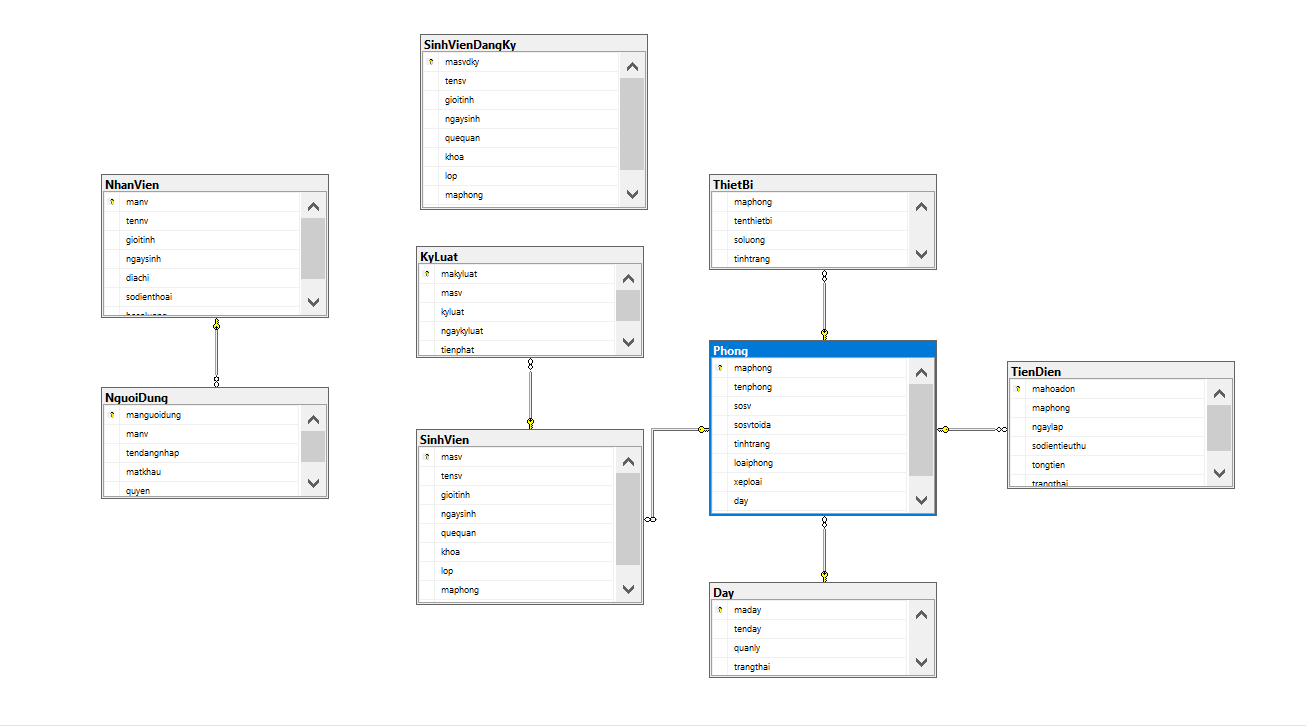 SinhVienDangKy
masvdky
tensv
gioitinh
ngaysinh
quequan
khoa
lop
maphong
NhanVien
manv
tennv
gioitinh
ngaysinh
diachi
sodienthoai
ThietBi
maphong
tenthietbi
soluong
tinhtrang
KyLuat
makyluat
masv
kyluat
ngaykyluat
tienphat
Phong
maphong
tenphong
sosv
sosvtoida
tinhtrang
loaiphong
xeploai
day
TienDien
mahoadon
maphong
ngaylap
sodientieuthu
tongtien
trangthai
NguoiDung
manguoidung
manv
tendangnhap
matkhau
quyen
SinhVien
masv
tensv
gioitinh
ngaysinh
quequan
khoa
lop
maphong
Day
maday
tenday
quanly
trangthai